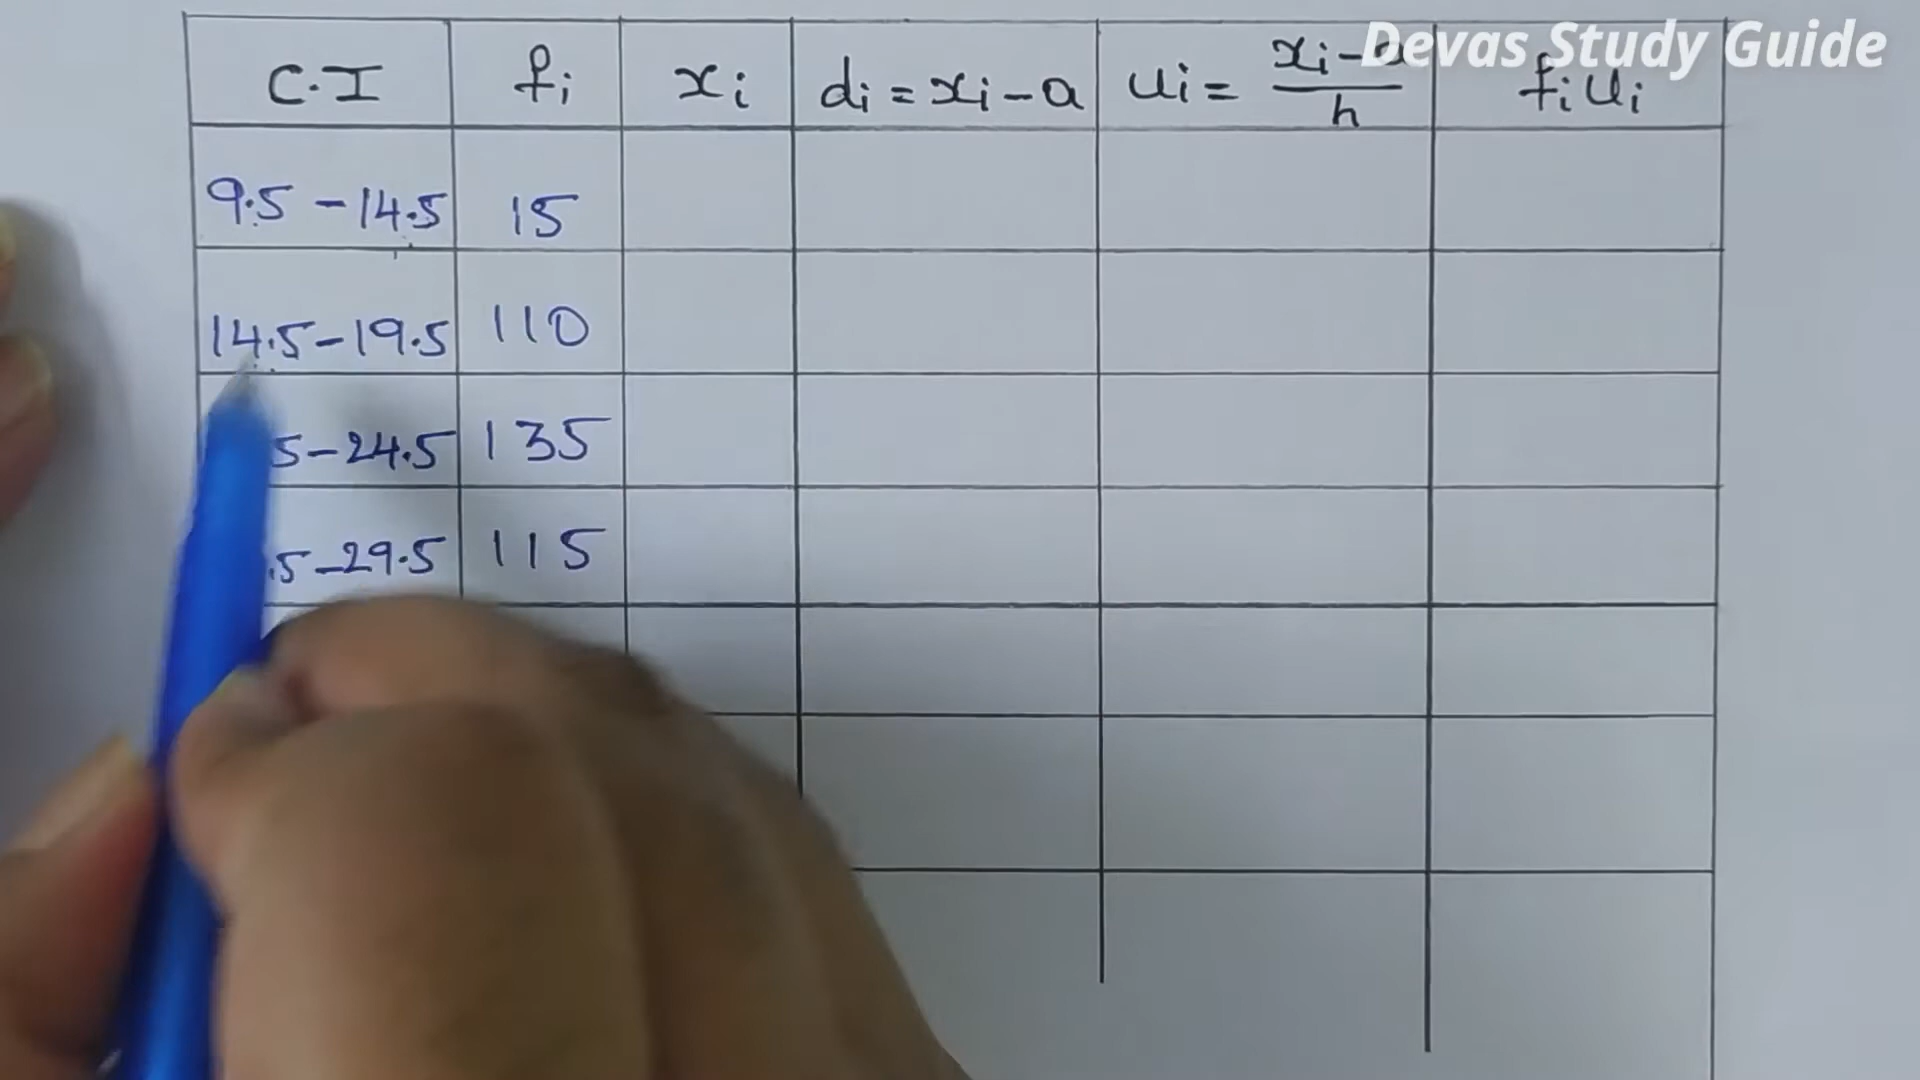 Devas Study Guide
C.I fi xi di = xi - a ui = xi - a / h fiui
9.5 - 14.5 15
14.5 - 19.5 110
5 - 24.5 135
.5 - 29.5 115